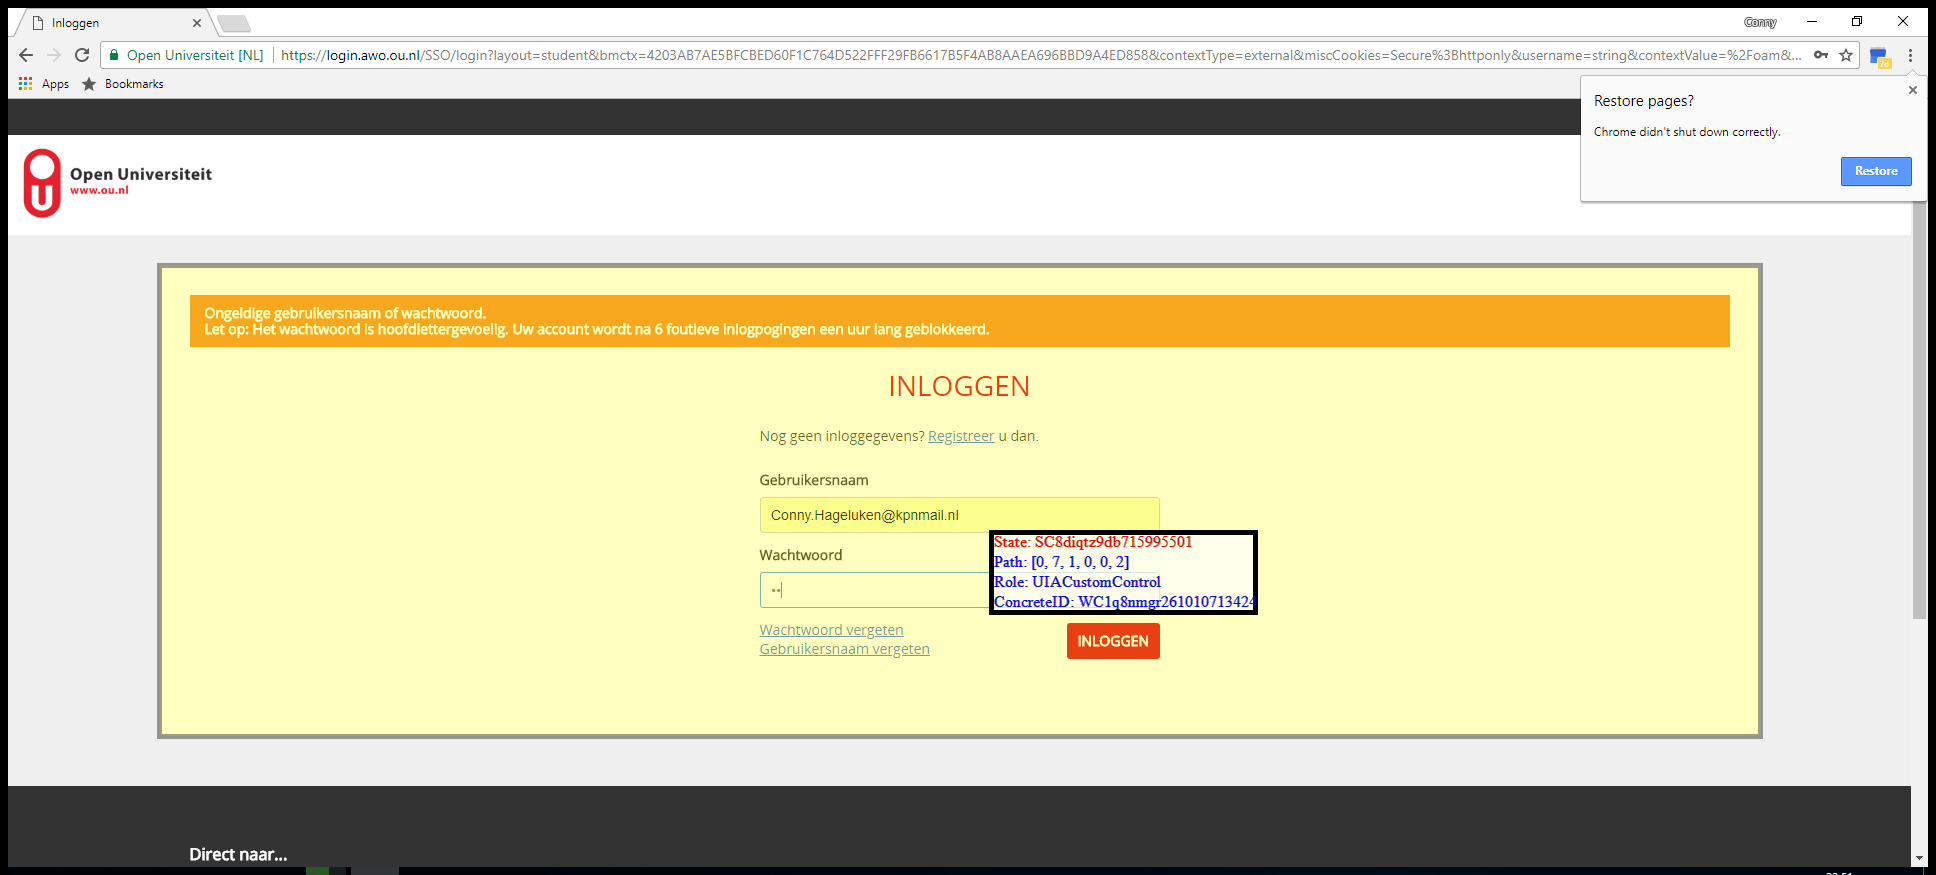 Inloggen
Conny
Open Universiteit [NL]
https://login.awo.ou.nl/SSO/login?layout=student&bmctx=4203AB7AE5BFCBED60F1C764D522FFF29FB6617B5F4AB8AAEA696BBD9A4ED858&contextType=external&miscCookies=Secure%3Bhttponly&username=string&contextValue=%2Foam&...
7d
Apps
Bookmarks
Restore pages?
Chrome didn't shut down correctly.
Restore
Open Universiteit
www.ou.nl
Ongeldige gebruikersnaam of wachtwoord.
Let op: Het wachtwoord is hoofdlettergevoelig. Uw account wordt na 6 foutieve inlogpogingen een uur lang geblokkeerd.
INLOGGEN
Nog geen inloggegevens? Registreer u dan.
Gebruikersnaam
Conny.Hageluken@kpnmail.nl
Wachtwoord
State: SC8diqtz9db715995501
Path: [0, 7, 1, 0, 0, 2]
Role: UIACustomControl
ConcreteID: WC1q8nmgr261010713424
Wachtwoord vergeten
INLOGGEN
Gebruikersnaam vergeten
Direct naar...